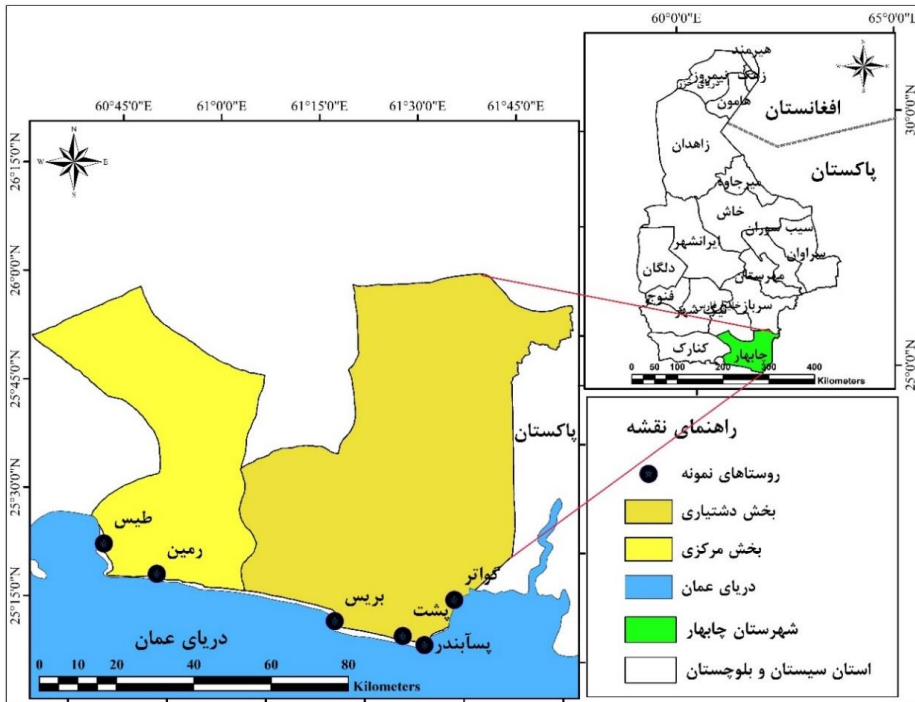 60°45'0"E 61°0'0"E 61°15'0"E 61°30'0"E 61°45'0"E
26°15'0"N
26°0'0"N
25°45'0"N
25°30'0"N
25°15'0"N
N
W E
S
پاکستان
طیس
رمین
بریس
پشت
گواتر
پسآبندر
دریای عمان
0 10 20 40 60 80
Kilometers
60°0'0"E 65°0'0"E
30°0'0"N
25°0'0"N
هیرمند
زهک
نیمروز
هامون
افغانستان
زاهدان
پاکستان
میرجاوه
خاش
سیب سوران
ایرانشهر
سراوان
دلگان
مهرستان
فنوج
سرباز
نیک شهر
کنارک
چابهار
0 50 100 200 300 400
Kilometers
راهنمای نقشه
روستاهای نمونه
بخش دشتیاری
بخش مرکزی
دریای عمان
شهرستان چابهار
استان سیستان و بلوچستان